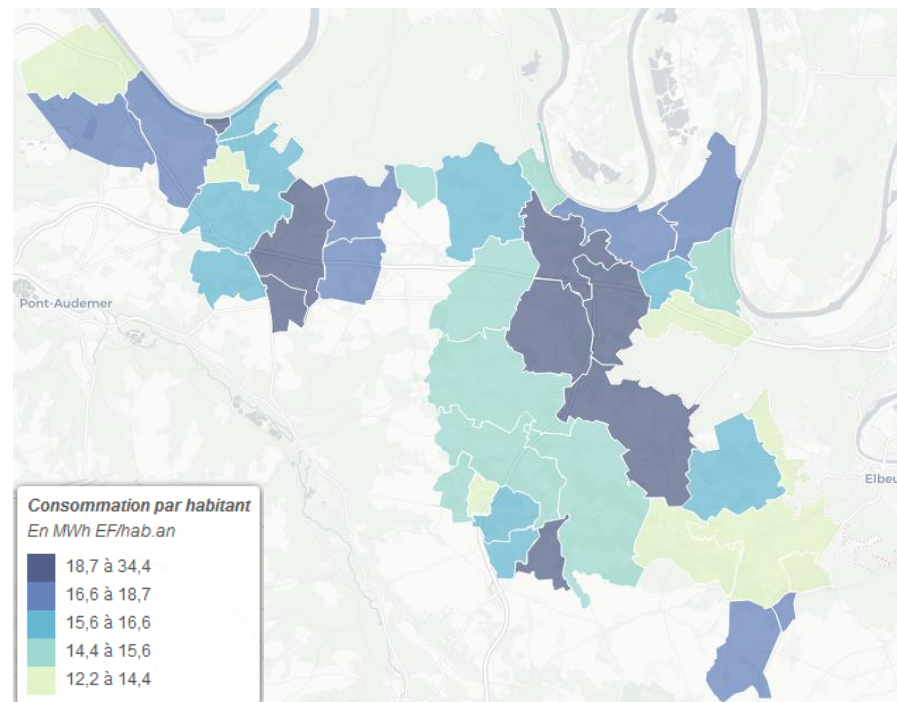 Pont-Audemer
Elbeu
Consommation par habitant
En MWh EF/hab.an
18,7 à 34,4
16,6 à 18,7
15,6 à 16,6
14,4 à 15,6
12,2 à 14,4